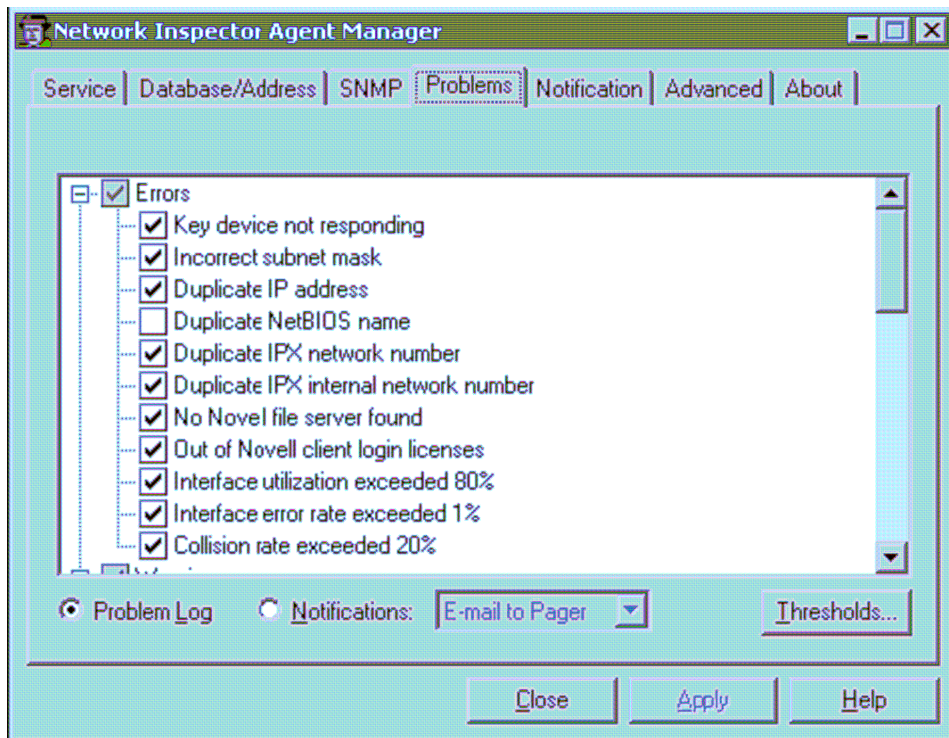 Network Inspector Agent Manager
Service Database/Address SNMP Problems Notification Advanced About
Errors
Key device not responding
Incorrect subnet mask
Duplicate IP address
Duplicate NetBIOS name
Duplicate IPX network number
Duplicate IPX internal network number
No Novel file server found
Out of Novell client login licenses
Interface utilization exceeded 80%
Interface error rate exceeded 1%
Collision rate exceeded 20%
Problem Log Notifications: E-mail to Pager Thresholds...
Close Apply Help